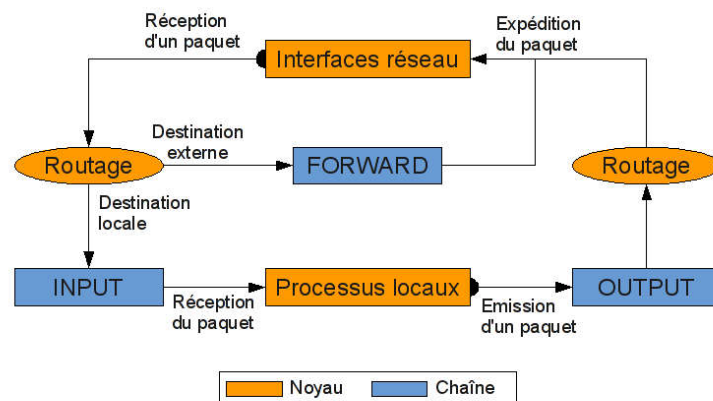 Réception
d'un paquet
Expédition
du paquet
Interfaces réseau
Routage
Destination
externe
FORWARD
Routage
Destination
locale
INPUT
Réception
du paquet
Processus locaux
Emission
d'un paquet
OUTPUT
Noyau
Chaîne